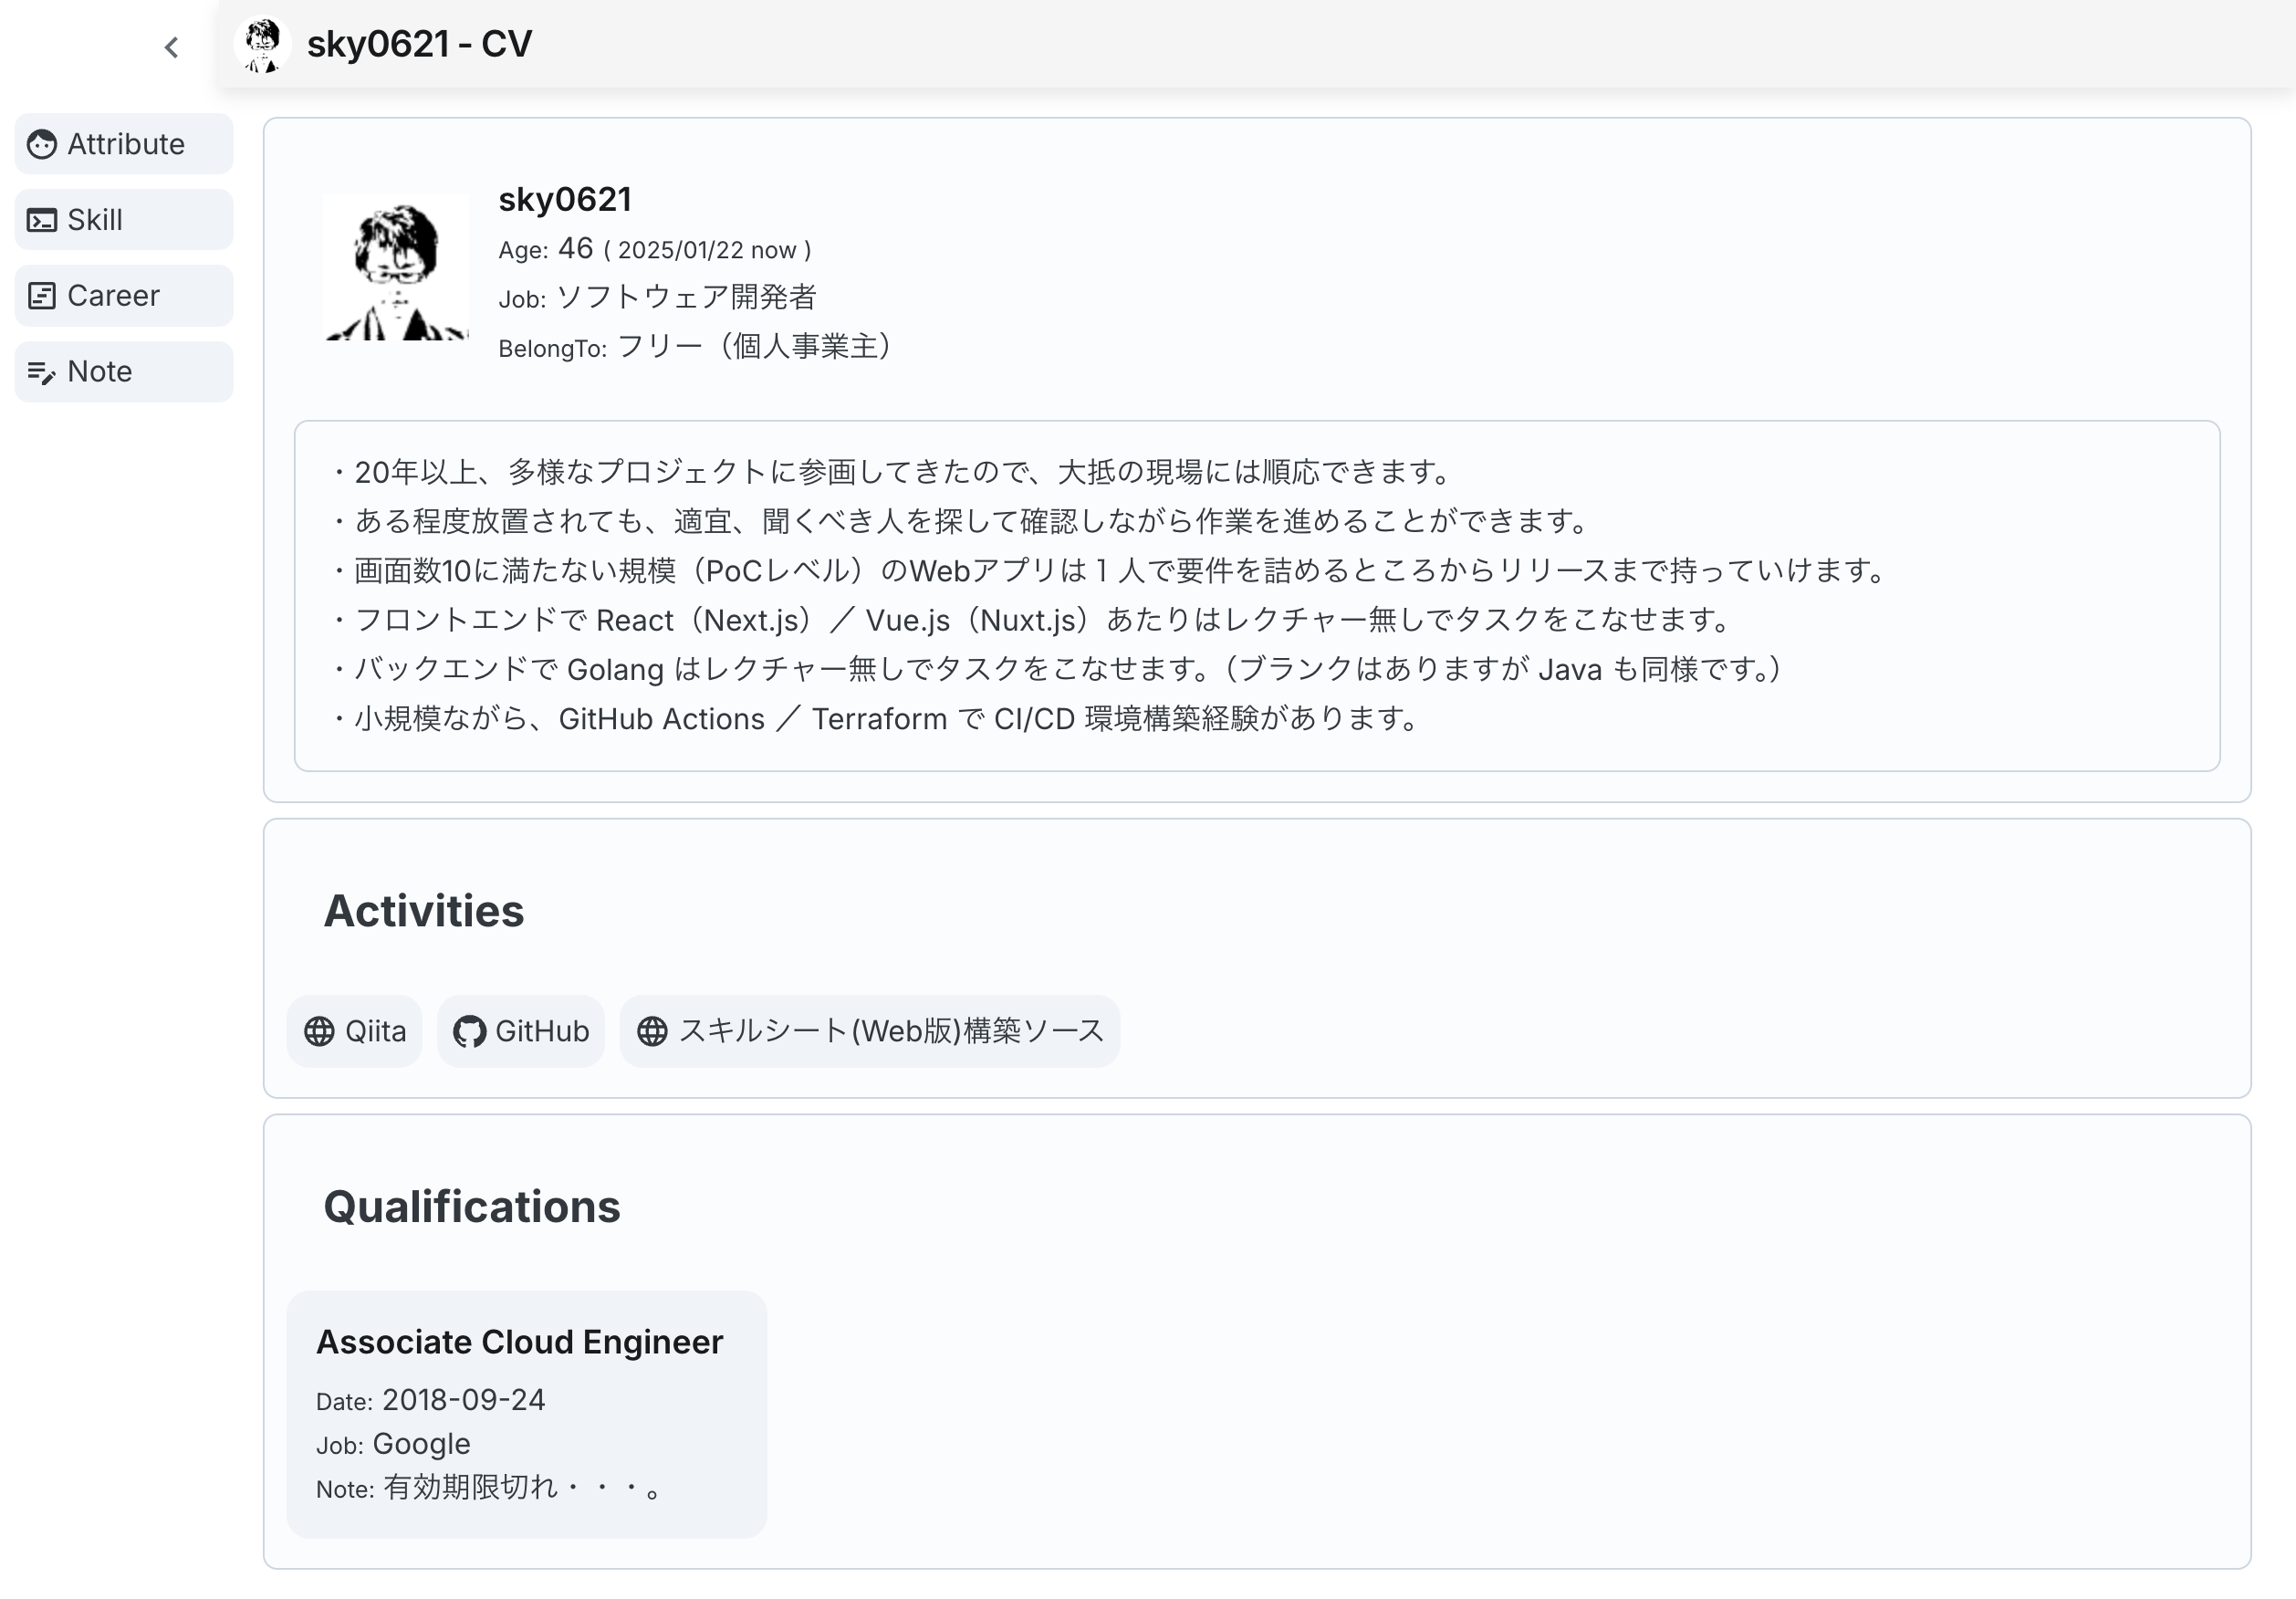 sky0621 - CV
Attribute
Skill
Career
Note
sky0621
Age: 46 ( 2025/01/22 now )
Job: ソフトウェア開発者
BelongTo: フリー（個人事業主）
・20年以上、多様なプロジェクトに参画してきたので、大抵の現場には順応できます。
・ある程度放置されても、適宜、聞くべき人を探して確認しながら作業を進めることができます。
・画面数10に満たない規模（PoCレベル）のWebアプリは１人で要件を詰めるところからリリースまで持っていけます。
・フロントエンドで React（Next.js）／ Vue.js（Nuxt.js）あたりはレクチャー無しでタスクをこなせます。
・バックエンドで Golang はレクチャー無しでタスクをこなせます。（ブランクはありますが Java も同様です。）
・小規模ながら、GitHub Actions ／ Terraform で CI/CD 環境構築経験があります。
Activities
Qiita
GitHub
スキルシート(Web版)構築ソース
Qualifications
Associate Cloud Engineer
Date: 2018-09-24
Job: Google
Note: 有効期限切れ・・・。